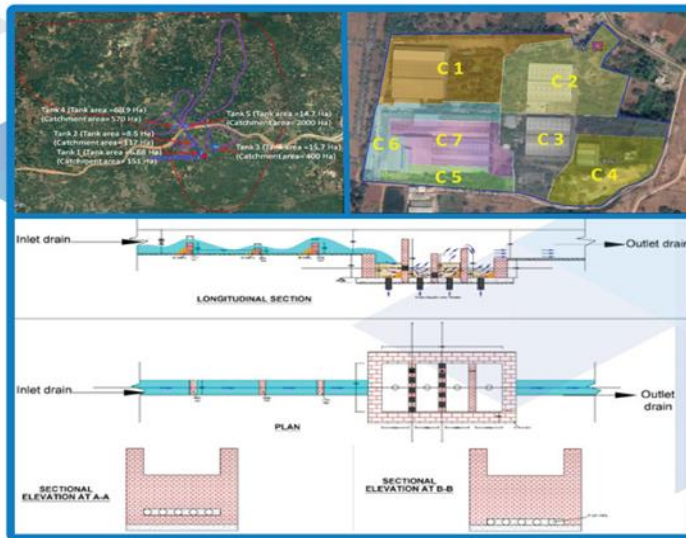 Tank 4 (Tank area =68.9 Ha)
(Catchment area= 570 Ha)
Tank 5 (Tank area =14.7 Ha)
(Catchment area= 2000 Ha)
Tank 2 (Tank area =8.5 Ha)
(Catchment area= 117 Ha)
Tank 1 (Tank area =6.88 Ha)
(Catchment area= 151 Ha)
Tank 3 (Tank area =15.7 Ha)
(Catchment area= 400 Ha)
C 1
C 2
C 7
C 3
C 6
C 5
C 4
Inlet drain
Outlet drain
LONGITUDINAL SECTION
Inlet drain
Outlet
drain
PLAN
SECTIONAL
ELEVATION AT A-A
SECTIONAL
ELEVATION AT B-B